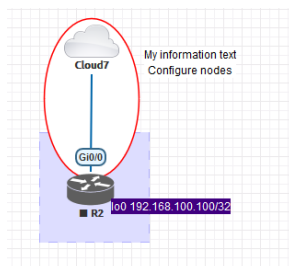 My information text
Configure nodes
Cloud7
Gi0/0
lo0 192.168.100.100/32
R2